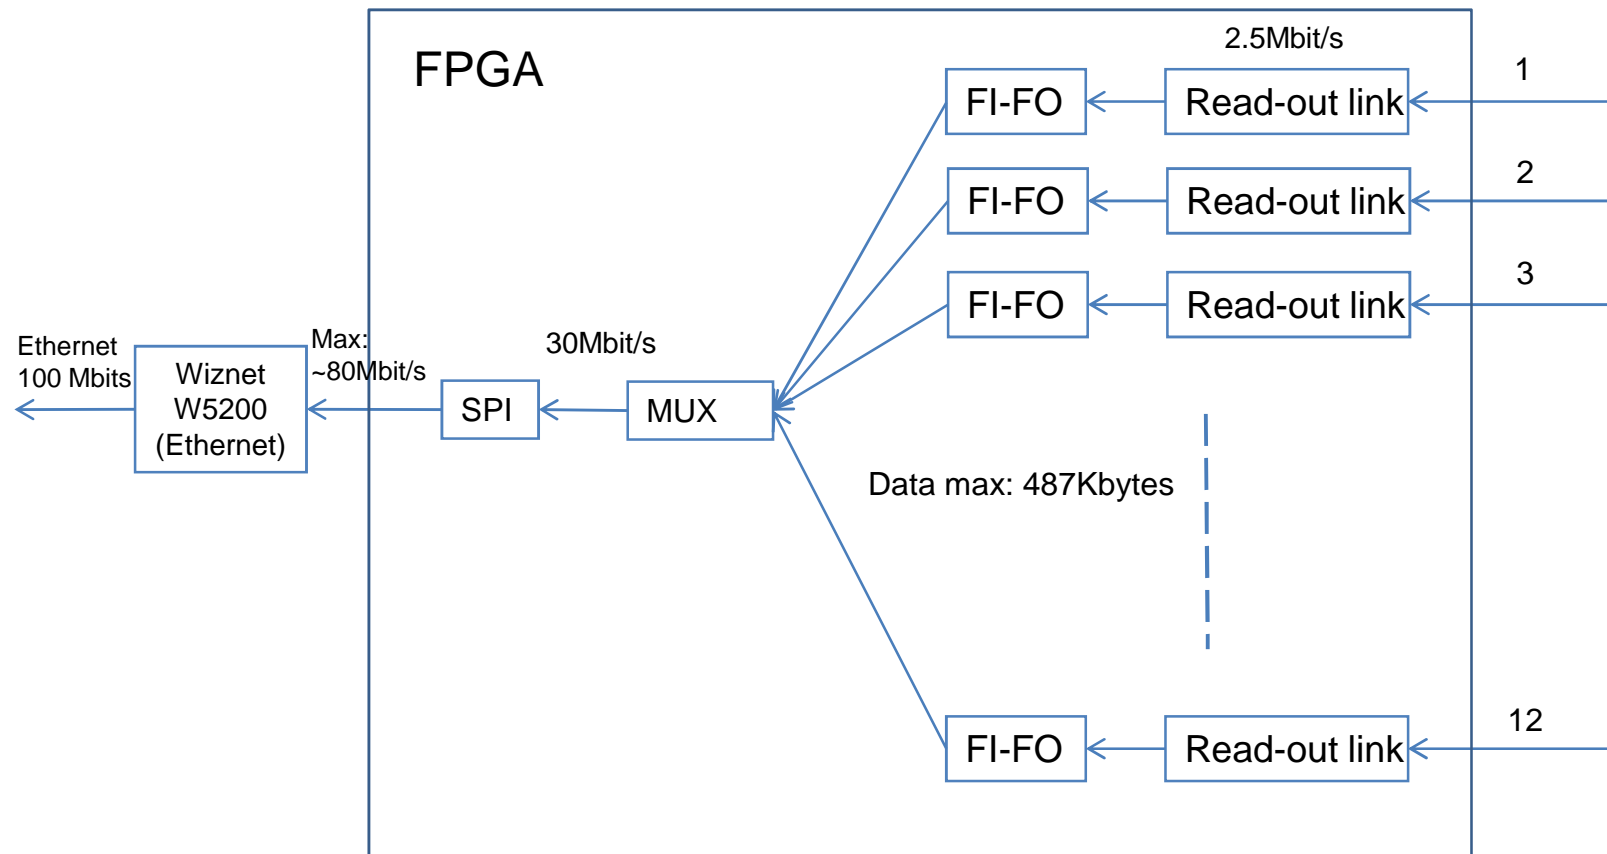 FPGA
2.5Mbit/s
1
FI-FO
Read-out link
2
FI-FO
Read-out link
3
FI-FO
Read-out link
Ethernet
100 Mbits
Wiznet
W5200
(Ethernet)
Max:
~80Mbit/s
SPI
30Mbit/s
MUX
Data max: 487Kbytes
12
FI-FO
Read-out link